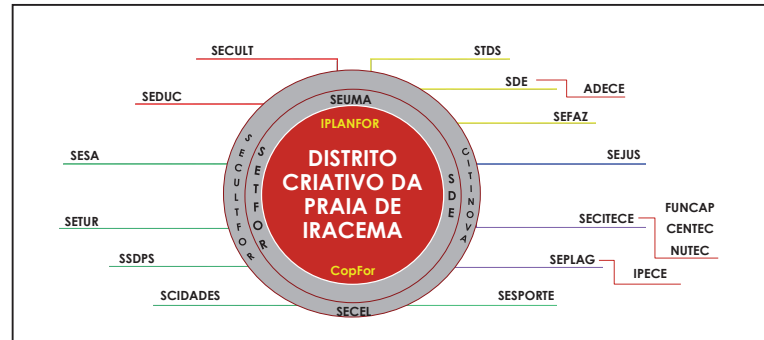 SECULT
STDS
SEDUC
SDE
ADECE
SEUMA
SEFAZ
IPLANFOR
SECULTFOR
SETFOR
DISTRITO
CRIATIVO DA
PRAIA DE
IRACEMA
SDE
CITINOVA
SESA
SEJUS
FUNCAP
SETUR
SECITECE
CENTEC
NUTEC
SSDPS
CopFor
SEPLAG
IPECE
SCIDADES
SECEL
SESPORTE